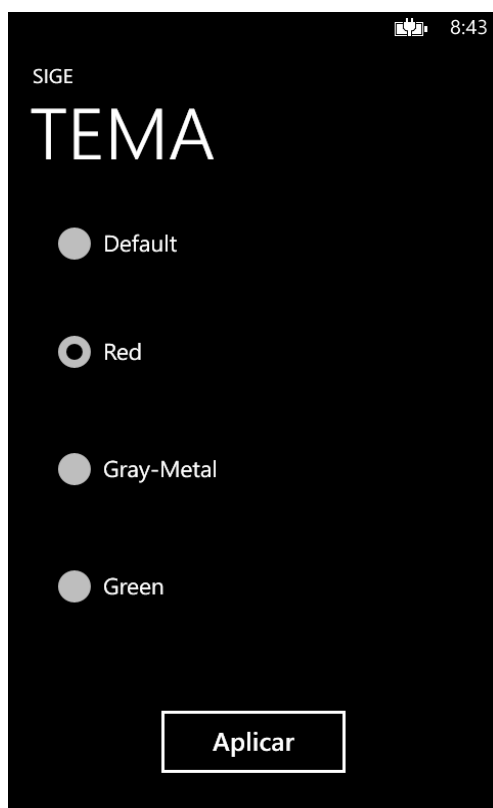 8:43
SIGE
TEMA
Default
Red
Gray-Metal
Green
Aplicar